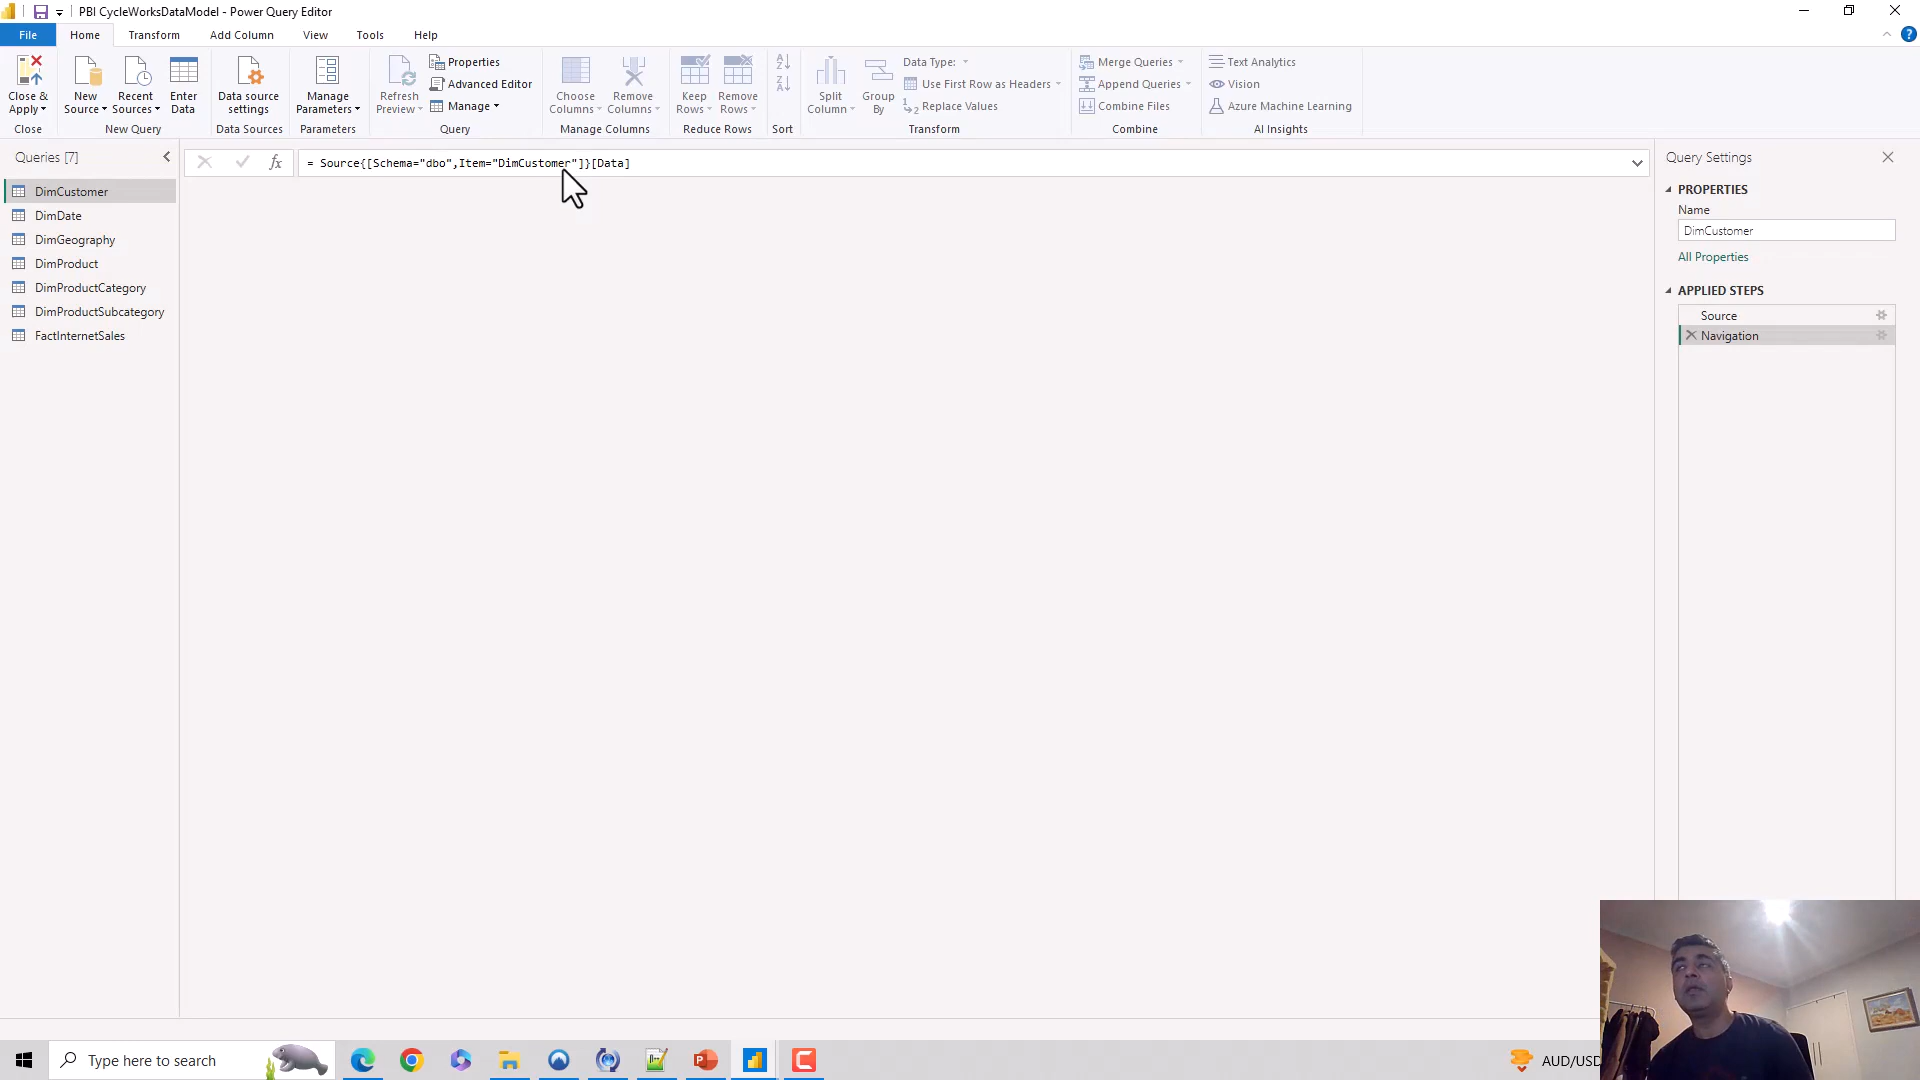 PBI CycleWorksDataModel - Power Query Editor
File Home Transform Add Column View Tools Help
Close & Apply
Close
New Source
Recent Sources
Enter Data
New Query
Data source settings
Data Sources
Manage Parameters
Parameters
Refresh Preview
Properties
Advanced Editor
Manage
Query
Choose Columns
Remove Columns
Manage Columns
Keep Rows
Remove Rows
Reduce Rows
Sort
Split Column
Group By
Data Type:
Use First Row as Headers
Replace Values
Transform
Merge Queries
Append Queries
Combine Files
Combine
Text Analytics
Vision
Azure Machine Learning
AI Insights
Queries [7]
DimCustomer
DimDate
DimGeography
DimProduct
DimProductCategory
DimProductSubcategory
FactInternetSales
fx
= Source{[Schema="dbo",Item="DimCustomer"]}[Data]
Query Settings
PROPERTIES
Name
DimCustomer
All Properties
APPLIED STEPS
Source
Navigation
Type here to search
AUD/USD